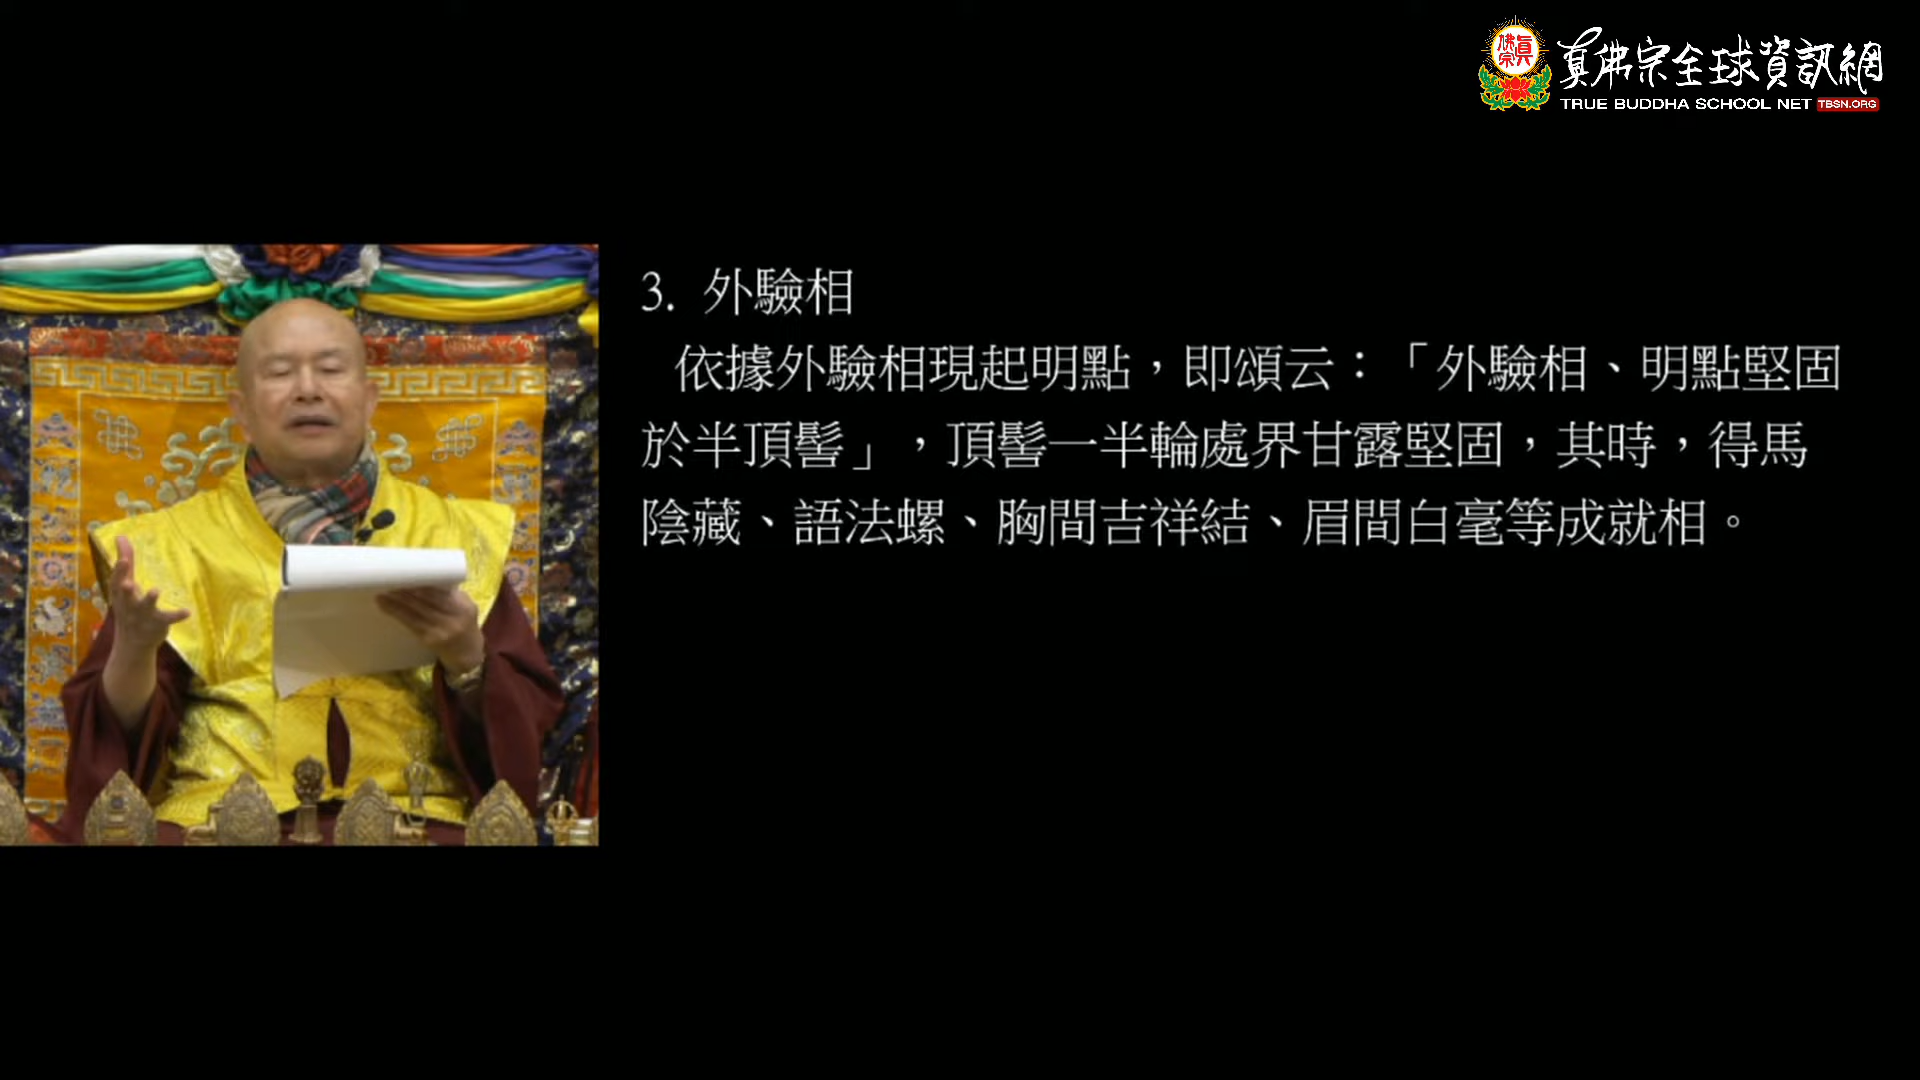 真佛宗
真佛宗全球資訊網
TRUE BUDDHA SCHOOL NET TBSN.ORG
3. 外驗相
依據外驗相現起明點，即頌云：「外驗相、明點堅固
於半頂髻」，頂髻一半輪處界甘露堅固，其時，得馬
陰藏、語法螺、胸間吉祥結、眉間白毫等成就相。